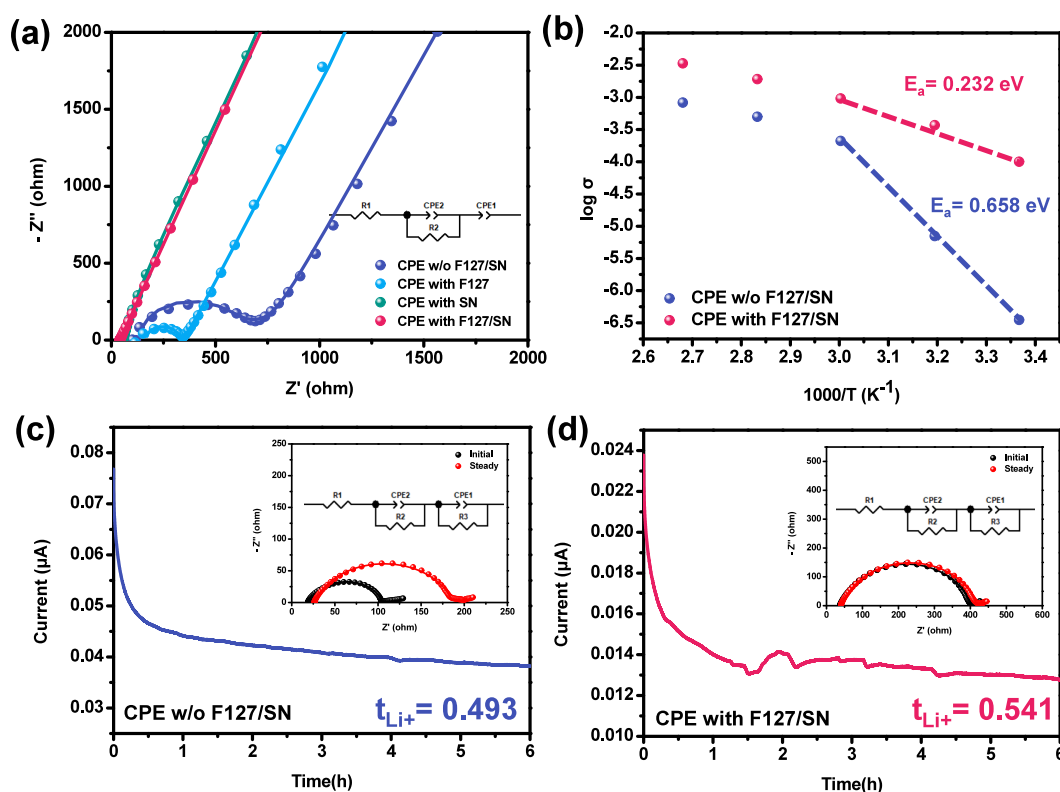 (a)
2000
1500
1000
500
0
- Z'' (ohm)
0 500 1000 1500 2000
Z' (ohm)
R1 CPE2 CPE1
R2
CPE w/o F127/SN
CPE with F127
CPE with SN
CPE with F127/SN
(b)
-2.0
-2.5
-3.0
-3.5
-4.0
-4.5
-5.0
-5.5
-6.0
-6.5
log σ
2.6 2.7 2.8 2.9 3.0 3.1 3.2 3.3 3.4
1000/T (K-1)
Ea= 0.232 eV
Ea= 0.658 eV
CPE w/o F127/SN
CPE with F127/SN
(c)
0.08
0.07
0.06
0.05
0.04
0.03
Current (µA)
0 1 2 3 4 5 6
Time(h)
CPE w/o F127/SN
tLi+= 0.493
250
200
150
100
50
0
- Z'' (ohm)
0 50 100 150 200 250
Z' (ohm)
Initial
Steady
R1 CPE2 CPE1
R2 R3
(d)
0.024
0.022
0.020
0.018
0.016
0.014
0.012
0.010
Current (µA)
0 1 2 3 4 5 6
Time(h)
CPE with F127/SN
tLi+= 0.541
500
400
300
200
100
0
- Z'' (ohm)
0 100 200 300 400 500 600
Z' (ohm)
Initial
Steady
R1 CPE2 CPE1
R2 R3